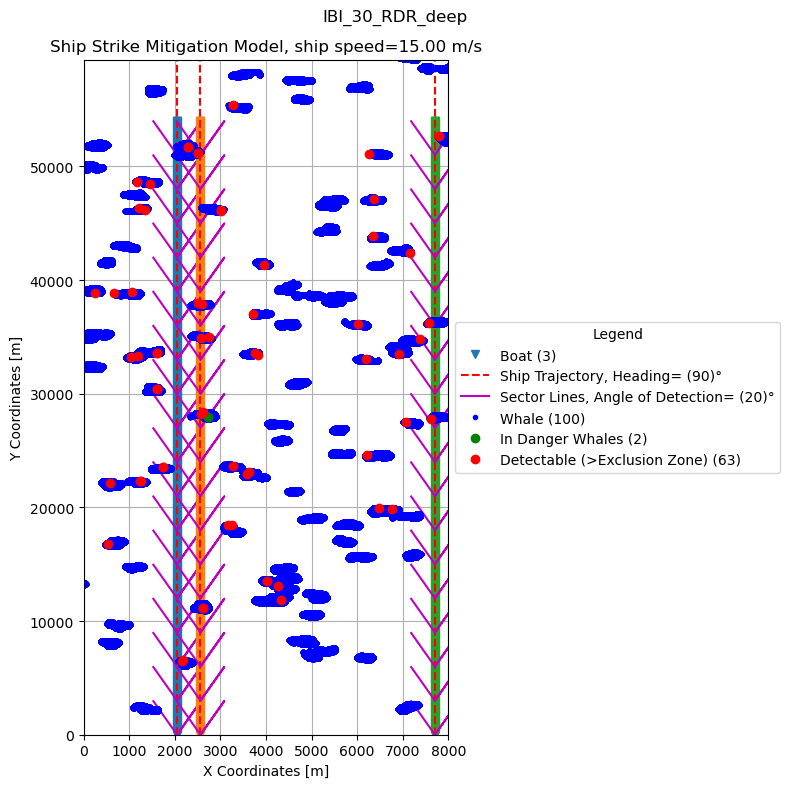 IBI_30_RDR_deep
Ship Strike Mitigation Model, ship speed=15.00 m/s
Y Coordinates [m]
50000
40000
30000
20000
10000
0
0 1000 2000 3000 4000 5000 6000 7000 8000
X Coordinates [m]
Legend
Boat (3)
Ship Trajectory, Heading= (90)°
Sector Lines, Angle of Detection= (20)°
Whale (100)
In Danger Whales (2)
Detectable (>Exclusion Zone) (63)